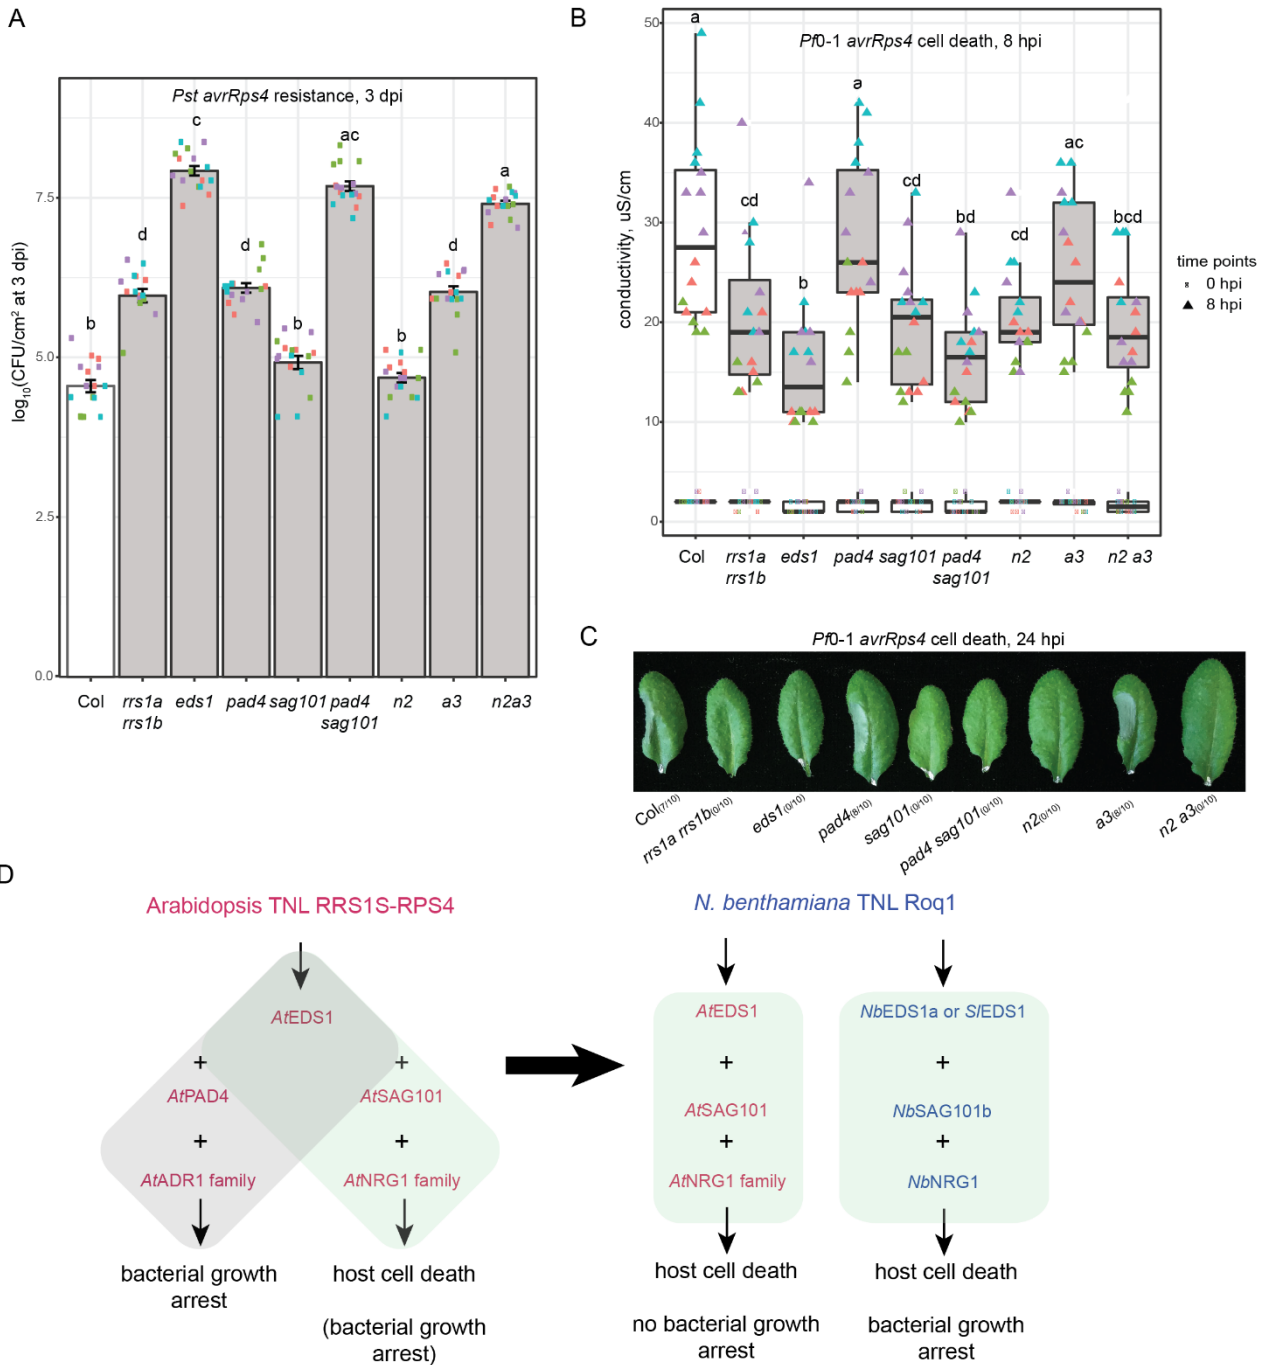 A
Pst avrRps4 resistance, 3 dpi
c
ac
a
d
d
d
b
b
b
7.5
5.0
2.5
0.0
log10(CFU/cm² at 3 dpi)
Col
rrs1a
rrs1b
eds1
pad4
sag101
pad4
sag101
n2
a3
n2a3
B
Pf0-1 avrRps4 cell death, 8 hpi
a
cd
b
a
cd
bd
cd
ac
bcd
50
40
30
20
10
0
conductivity, uS/cm
Col
rrs1a
rrs1b
eds1
pad4
sag101
pad4
sag101
n2
a3
n2 a3
time points
0 hpi
8 hpi
C
Pf0-1 avrRps4 cell death, 24 hpi
Col(7/10)
rrs1a rrs1b(0/10)
eds1(0/10)
pad4(8/10)
sag101(0/10)
pad4 sag101(0/10)
n2(0/10)
a3(8/10)
n2 a3(0/10)
D
Arabidopsis TNL RRS1S-RPS4
AtEDS1
+
+
AtPAD4
AtSAG101
+
+
AtADR1 family
AtNRG1 family
bacterial growth
arrest
host cell death
(bacterial growth
arrest)
N. benthamiana TNL Roq1
AtEDS1
+
AtSAG101
+
AtNRG1 family
host cell death
no bacterial growth
arrest
NbEDS1a or SlEDS1
+
NbSAG101b
+
NbNRG1
host cell death
bacterial growth
arrest